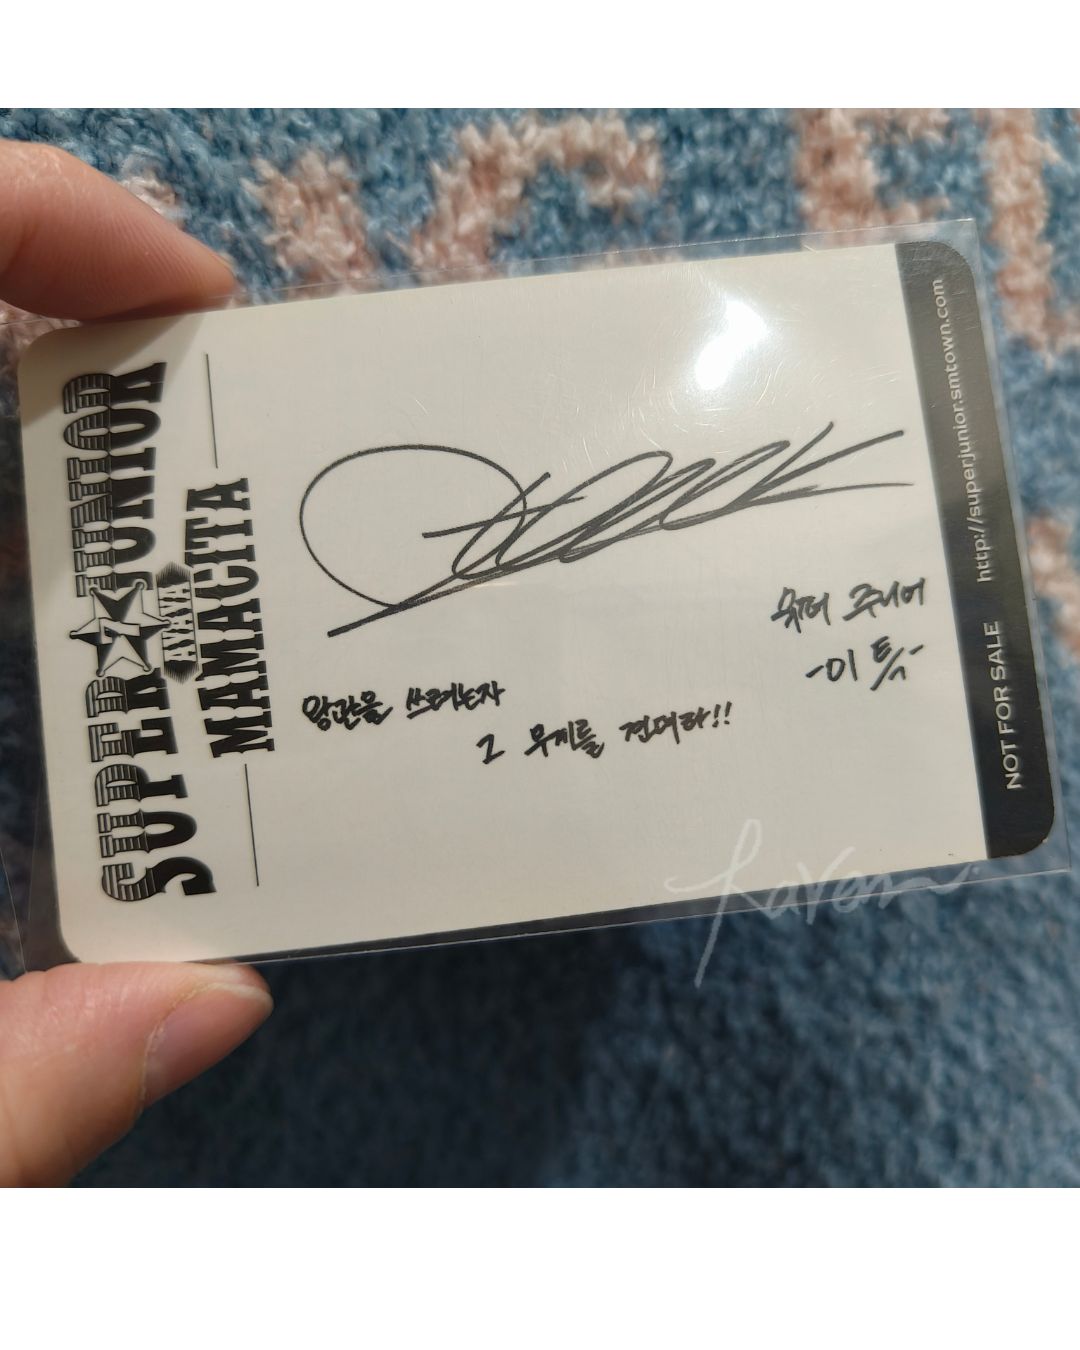 SUPER JUNIOR
7
AYAYA
MAMACITA
왕관을 쓰려는자
그 무게를 견뎌라!!
슈퍼 주니어
-이특-
NOT FOR SALE http://superjunior.smtown.com